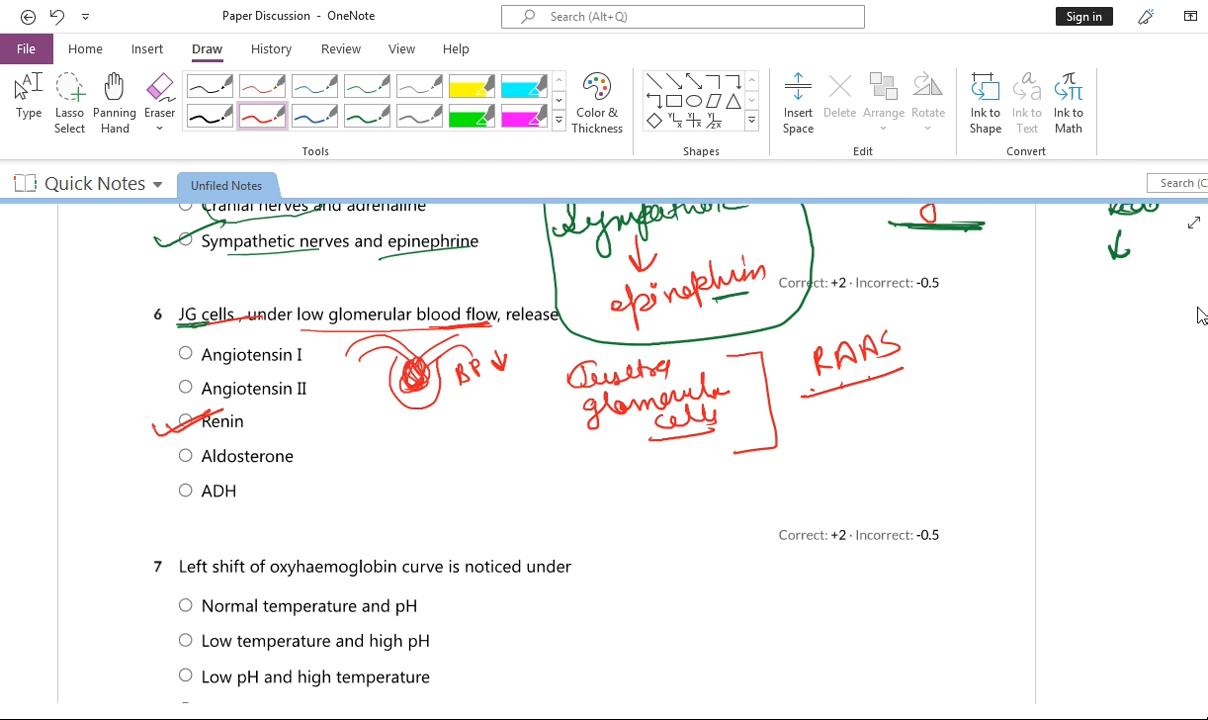 Paper Discussion - OneNote
Search (Alt+Q)
Sign in
File Home Insert Draw History Review View Help
Type Lasso Select Panning Hand Eraser
Color & Thickness
Insert Space Delete Arrange Rotate
Ink to Shape Ink to Text Ink to Math
Tools Shapes Edit Convert
Quick Notes Unfiled Notes Search (C
Cranial nerves and adrenaline
Sympathetic nerves and epinephrine
Sympathetic
epinephrin
Correct: +2 · Incorrect: -0.5
6 JG cells , under low glomerular blood flow, release
Angiotensin I
Angiotensin II
Renin
Aldosterone
ADH
BP
glomerular
cells
RAAS
Correct: +2 · Incorrect: -0.5
7 Left shift of oxyhaemoglobin curve is noticed under
Normal temperature and pH
Low temperature and high pH
Low pH and high temperature